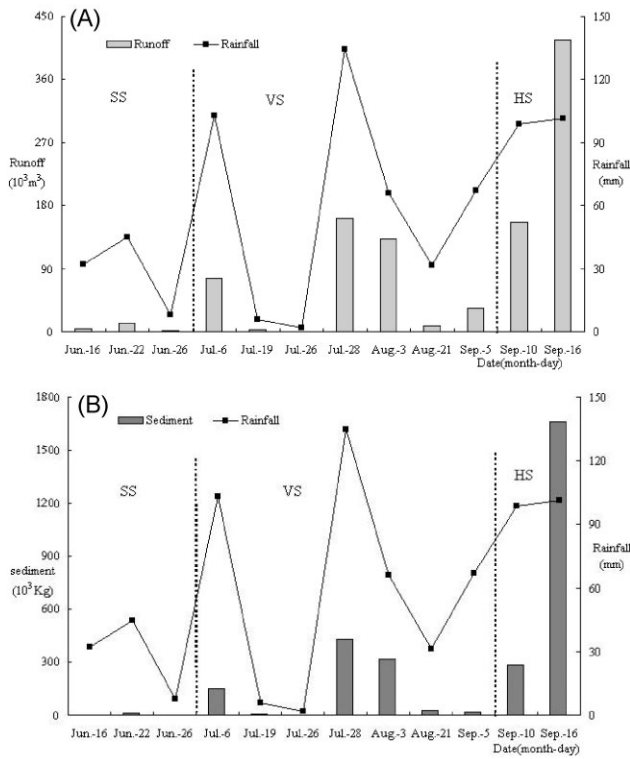 (A)
450
360
270
180
90
0
Runoff
(10³m³)
Runoff
Rainfall
SS
VS
HS
150
120
90
60
30
0
Rainfall
(mm)
Jun.-16 Jun.-22 Jun.-26 Jul.-6 Jul.-19 Jul.-26 Jul.-28 Aug.-3 Aug.-21 Sep.-5 Sep.-10 Sep.-16
Date(month-day)
(B)
1800
1500
1200
900
600
300
0
sediment
(10³Kg)
Sediment
Rainfall
SS
VS
HS
150
120
90
60
30
0
Rainfall
(mm)
Jun.-16 Jun.-22 Jun.-26 Jul.-6 Jul.-19 Jul.-26 Jul.-28 Aug.-3 Aug.-21 Sep.-5 Sep.-10 Sep.-16
Date(month-day)